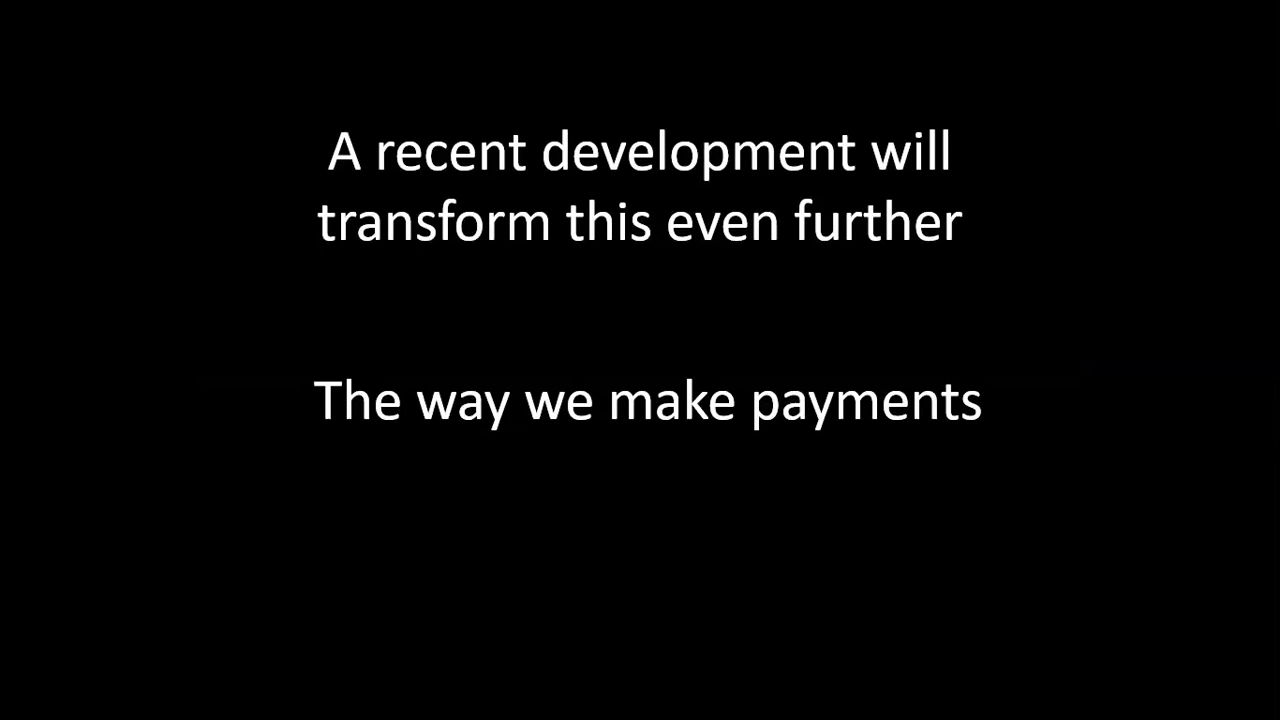 A recent development will
transform this even further
The way we make payments